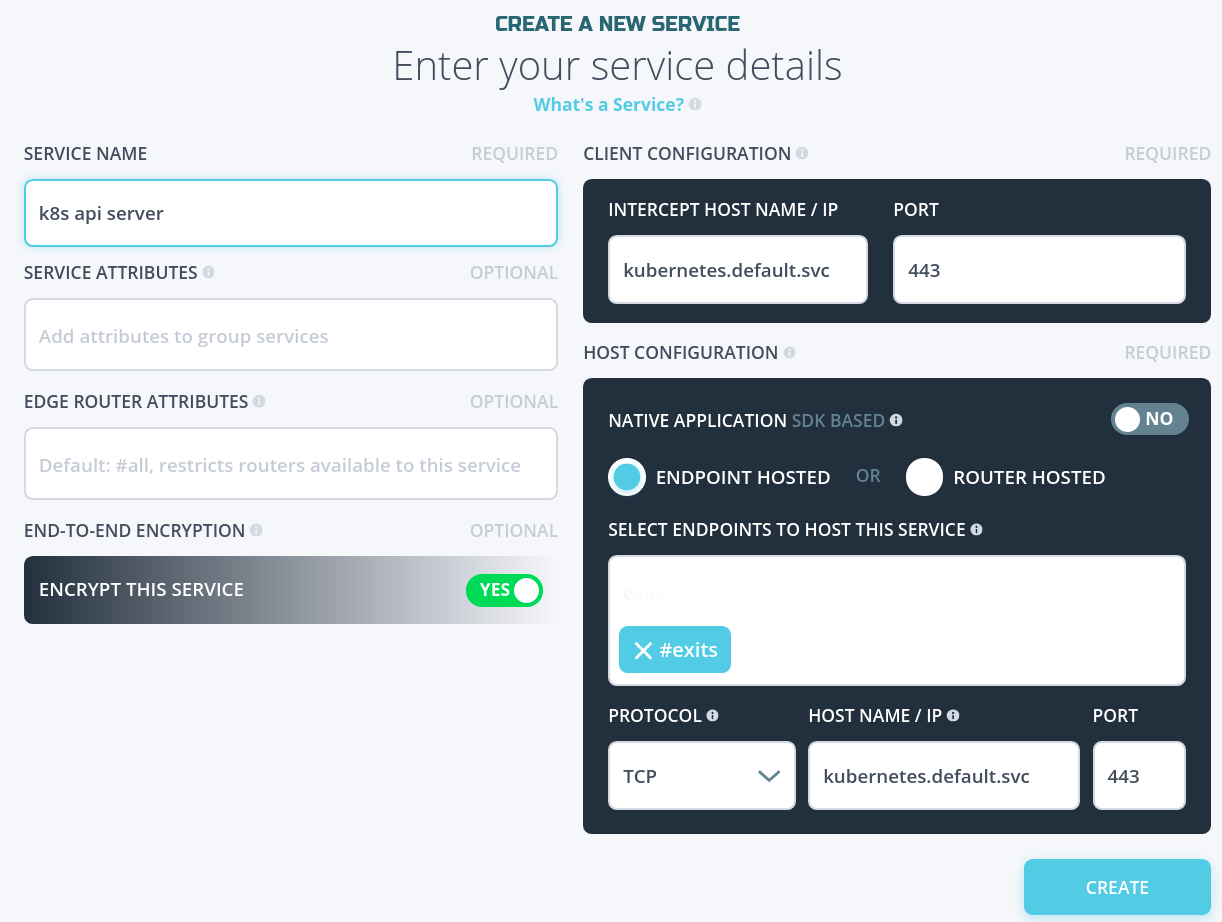 CREATE A NEW SERVICE
Enter your service details
What's a Service?
SERVICE NAME REQUIRED
k8s api server
SERVICE ATTRIBUTES OPTIONAL
Add attributes to group services
EDGE ROUTER ATTRIBUTES OPTIONAL
Default: #all, restricts routers available to this service
END-TO-END ENCRYPTION OPTIONAL
ENCRYPT THIS SERVICE YES
CLIENT CONFIGURATION REQUIRED
INTERCEPT HOST NAME / IP PORT
kubernetes.default.svc 443
HOST CONFIGURATION REQUIRED
NATIVE APPLICATION SDK BASED NO
ENDPOINT HOSTED OR ROUTER HOSTED
SELECT ENDPOINTS TO HOST THIS SERVICE
exits
#exits
PROTOCOL HOST NAME / IP PORT
TCP kubernetes.default.svc 443
CREATE